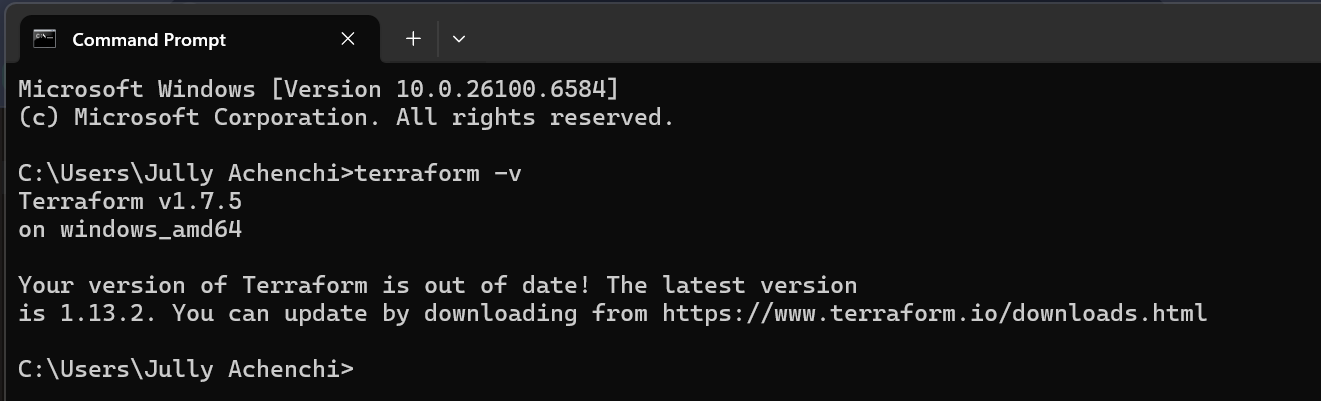 Command Prompt
Microsoft Windows [Version 10.0.26100.6584]
(c) Microsoft Corporation. All rights reserved.
C:\Users\Jully Achenchi>terraform -v
Terraform v1.7.5
on windows_amd64
Your version of Terraform is out of date! The latest version
is 1.13.2. You can update by downloading from https://www.terraform.io/downloads.html
C:\Users\Jully Achenchi>